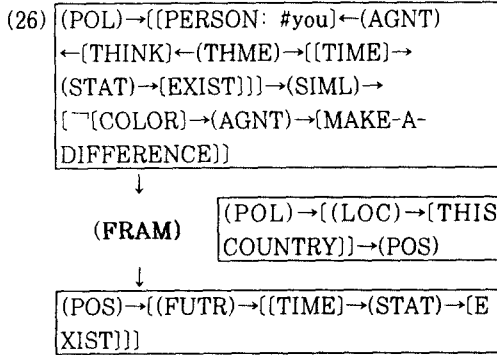 (26) (POL)→[[PERSON: #you]←(AGNT)
←[THINK]←(THME)→[[TIME]→
(STAT)→[EXIST]]]→(SIML)→
[¬[COLOR]→(AGNT)→[MAKE-A-
DIFFERENCE]]
↓
(FRAM)
(POL)→[(LOC)→[THIS
COUNTRY]]→(POS)
↓
(POS)→[(FUTR)→[[TIME]→(STAT)→[E
XIST]]]